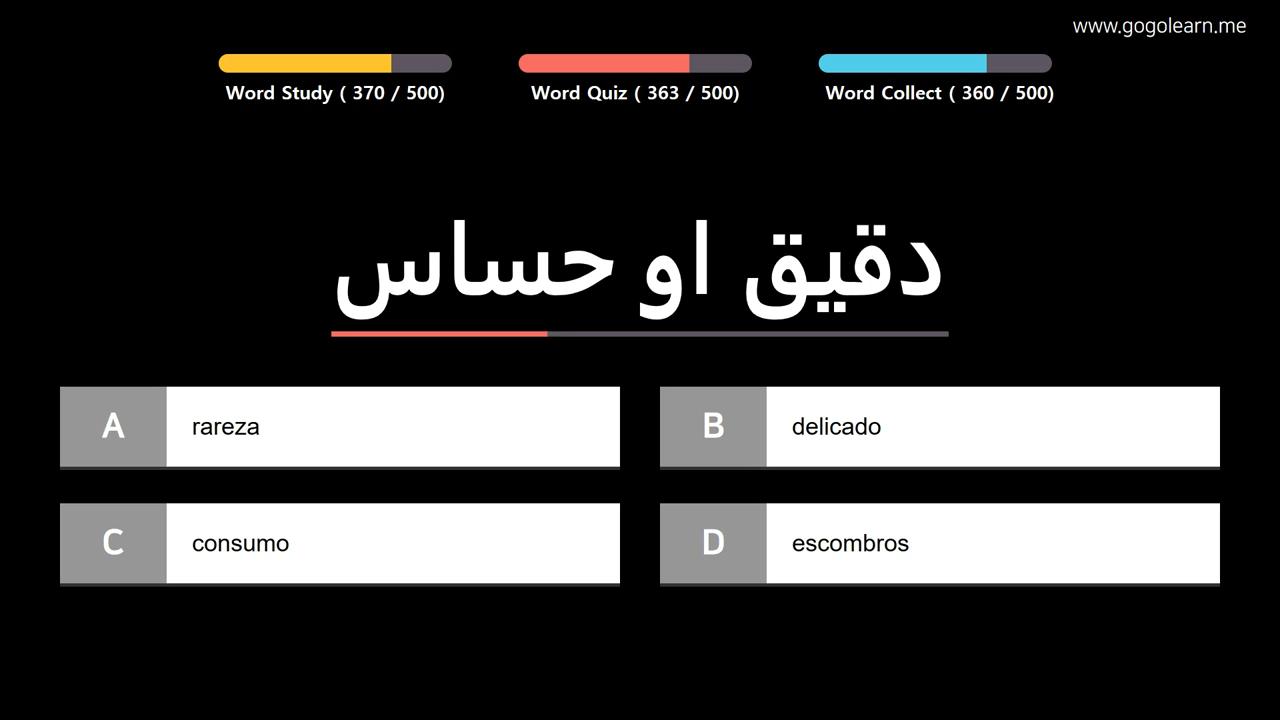 www.gogolearn.me
Word Study ( 370 / 500)
Word Quiz ( 363 / 500)
Word Collect ( 360 / 500)
دقيق او حساس
A rareza
B delicado
C consumo
D escombros